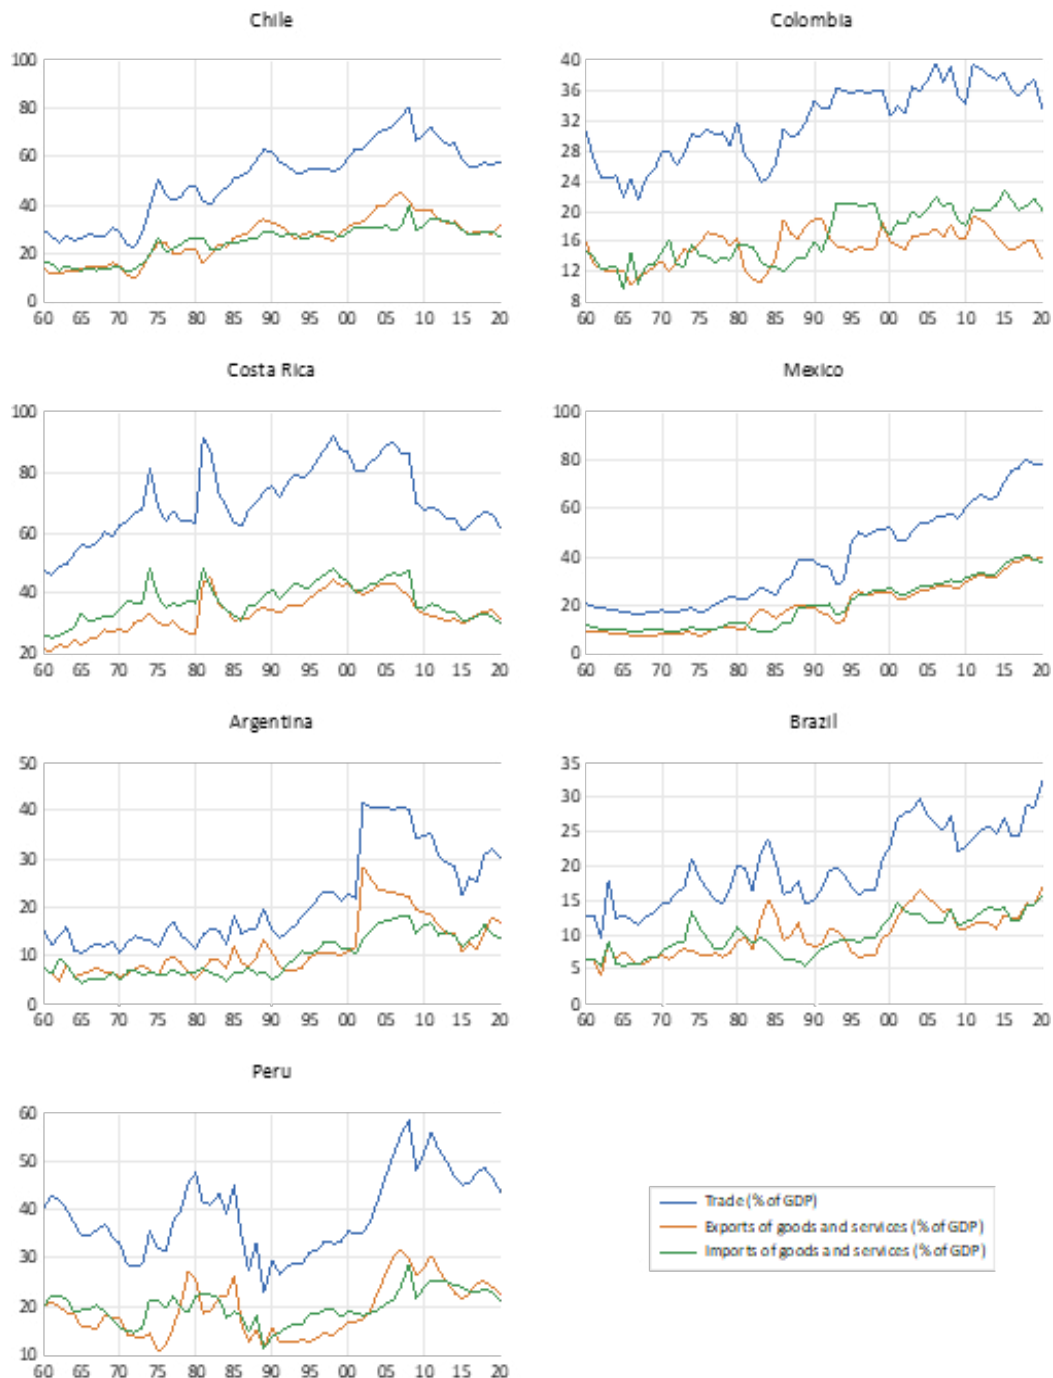 Chile
100
80
60
40
20
0
60 65 70 75 80 85 90 95 00 05 10 15 20
Colombia
40
36
32
28
24
20
16
12
8
60 65 70 75 80 85 90 95 00 05 10 15 20
Costa Rica
100
80
60
40
20
60 65 70 75 80 85 90 95 00 05 10 15 20
Mexico
100
80
60
40
20
0
60 65 70 75 80 85 90 95 00 05 10 15 20
Argentina
50
40
30
20
10
0
60 65 70 75 80 85 90 95 00 05 10 15 20
Brazil
35
30
25
20
15
10
5
0
60 65 70 75 80 85 90 95 00 05 10 15 20
Peru
60
50
40
30
20
10
60 65 70 75 80 85 90 95 00 05 10 15 20
Trade (% of GDP)
Exports of goods and services (% of GDP)
Imports of goods and services (% of GDP)